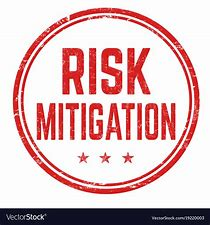 RISK
MITIGATION
VectorStock®
VectorStock.com/19220003